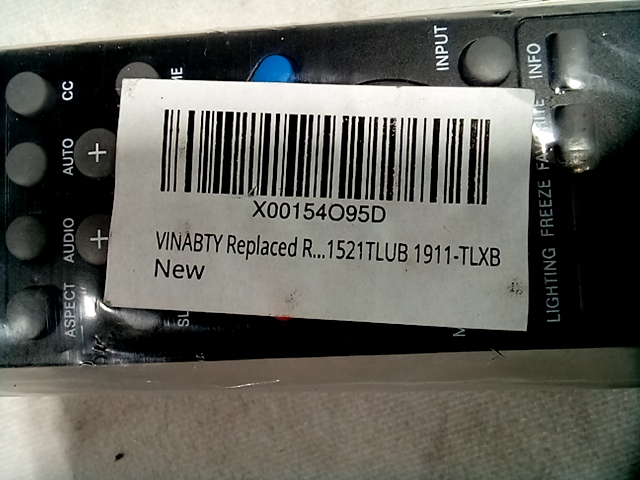 INPUT
INFO
CC
AUTO
FAVORITE
X00154O95D
VINABTY Replaced R...1521TLUB 1911-TLXB
New
AUDIO
FREEZE
ASPECT
LIGHTING